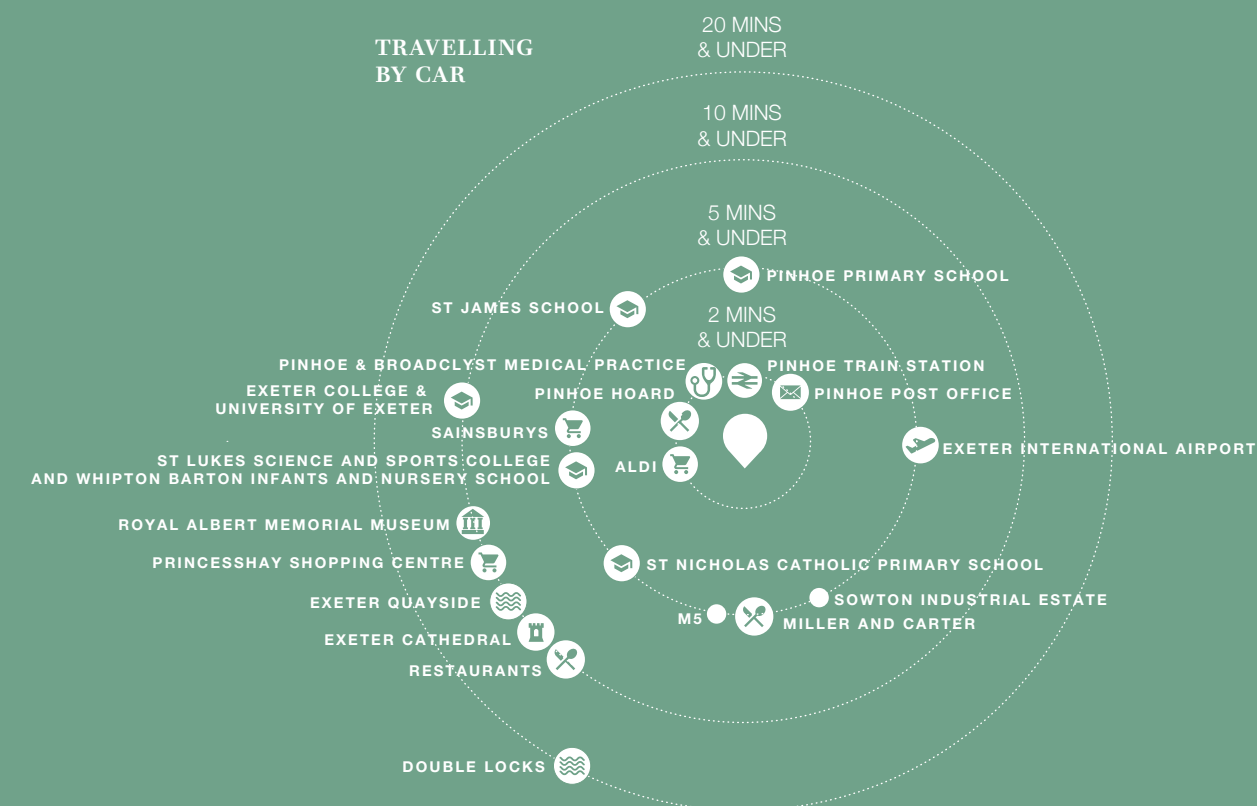 TRAVELLING
BY CAR
20 MINS
& UNDER
10 MINS
& UNDER
5 MINS
& UNDER
PINHOE PRIMARY SCHOOL
ST JAMES SCHOOL
2 MINS
& UNDER
PINHOE & BROADCLYST MEDICAL PRACTICE
PINHOE TRAIN STATION
EXETER COLLEGE &
UNIVERSITY OF EXETER
PINHOE HOARD
PINHOE POST OFFICE
SAINSBURYS
EXETER INTERNATIONAL AIRPORT
ST LUKES SCIENCE AND SPORTS COLLEGE
AND WHIPTON BARTON INFANTS AND NURSERY SCHOOL
ALDI
ROYAL ALBERT MEMORIAL MUSEUM
PRINCESSHAY SHOPPING CENTRE
ST NICHOLAS CATHOLIC PRIMARY SCHOOL
EXETER QUAYSIDE
SOWTON INDUSTRIAL ESTATE
M5
MILLER AND CARTER
EXETER CATHEDRAL
RESTAURANTS
DOUBLE LOCKS